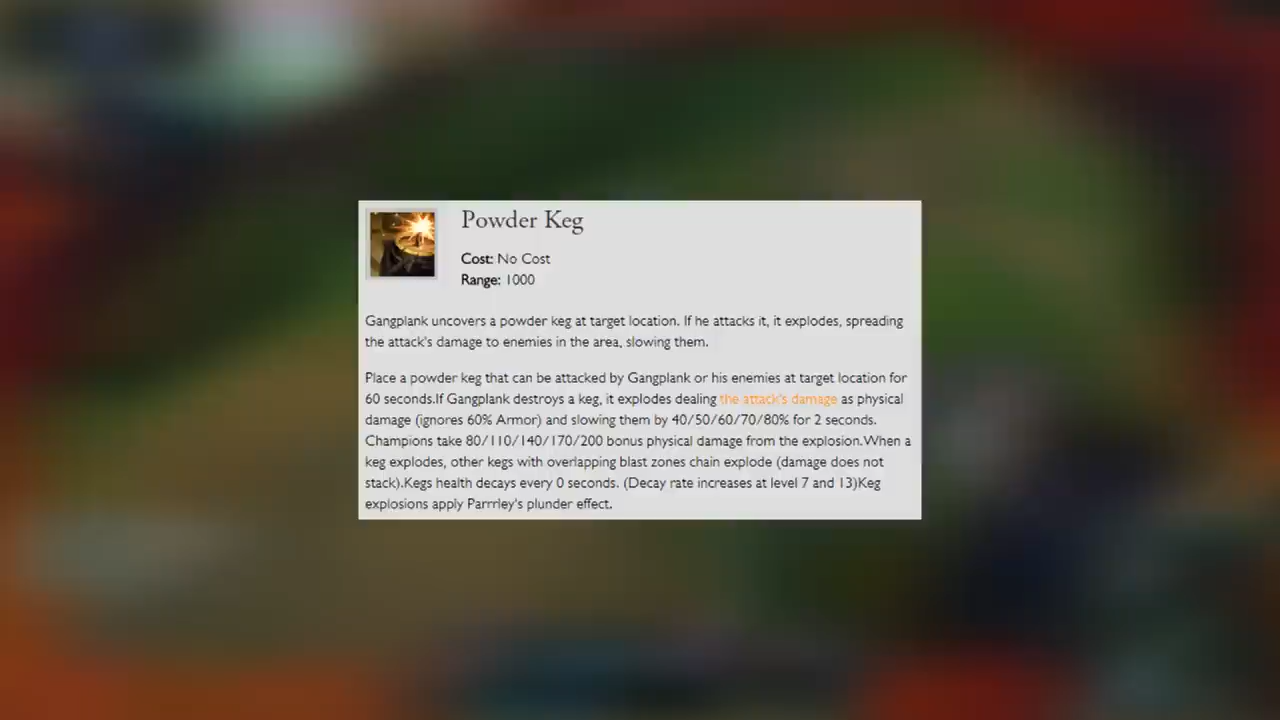 Powder Keg
Cost: No Cost
Range: 1000
Gangplank uncovers a powder keg at target location. If he attacks it, it explodes, spreading
the attack's damage to enemies in the area, slowing them.
Place a powder keg that can be attacked by Gangplank or his enemies at target location for
60 seconds.If Gangplank destroys a keg, it explodes dealing the attack's damage as physical
damage (ignores 60% Armor) and slowing them by 40/50/60/70/80% for 2 seconds.
Champions take 80/110/140/170/200 bonus physical damage from the explosion.When a
keg explodes, other kegs with overlapping blast zones chain explode (damage does not
stack).Kegs health decays every 0 seconds. (Decay rate increases at level 7 and 13)Keg
explosions apply Parrrley's plunder effect.